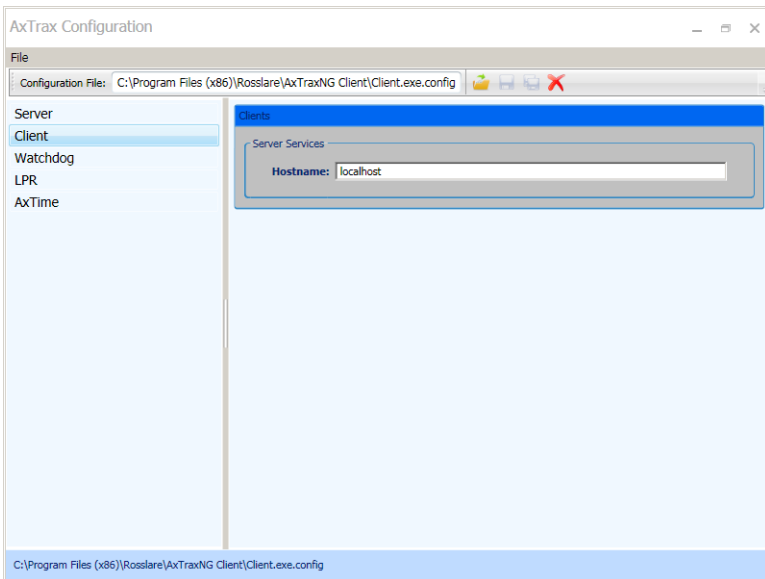 AxTrax Configuration
File
Configuration File: C:\Program Files (x86)\Rosslare\AxTraxNG Client\Client.exe.config
Server
Client
Watchdog
LPR
AxTime
Clients
Server Services
Hostname: localhost
C:\Program Files (x86)\Rosslare\AxTraxNG Client\Client.exe.config